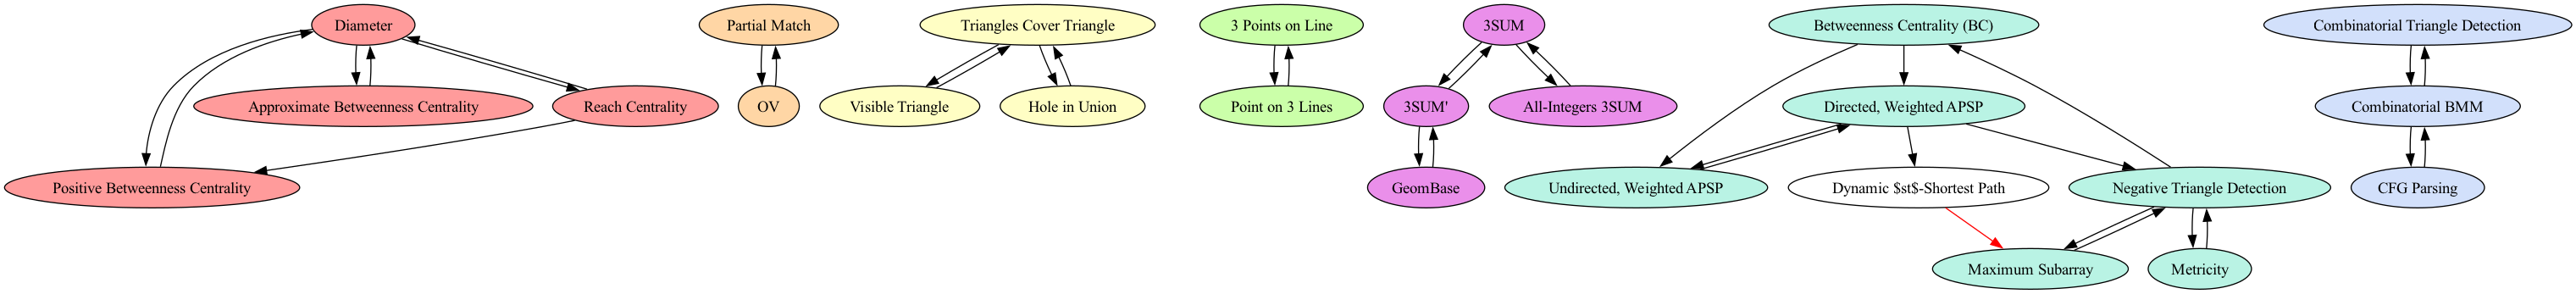 Diameter
Partial Match
Triangles Cover Triangle
3 Points on Line
3SUM
Betweenness Centrality (BC)
Combinatorial Triangle Detection
Approximate Betweenness Centrality
Reach Centrality
OV
Visible Triangle
Hole in Union
Point on 3 Lines
3SUM'
All-Integers 3SUM
Directed, Weighted APSP
Combinatorial BMM
Positive Betweenness Centrality
GeomBase
Undirected, Weighted APSP
Dynamic $st$-Shortest Path
Negative Triangle Detection
CFG Parsing
Maximum Subarray
Metricity